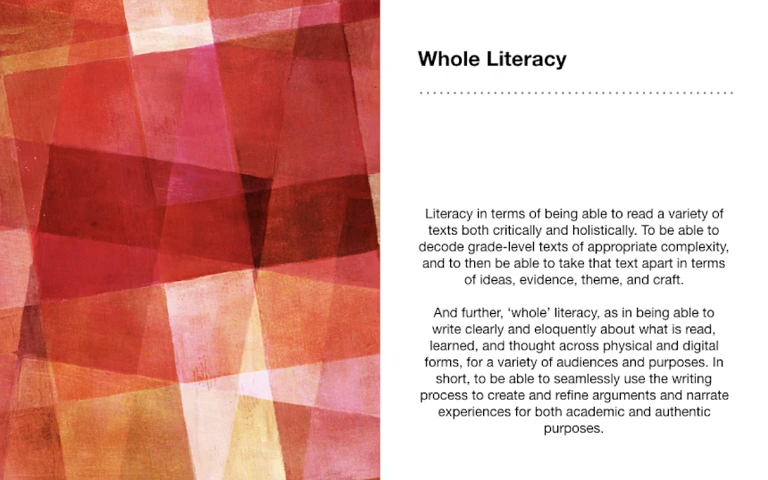 Whole Literacy
Literacy in terms of being able to read a variety of
texts both critically and holistically. To be able to
decode grade-level texts of appropriate complexity,
and to then be able to take that text apart in terms
of ideas, evidence, theme, and craft.
And further, ‘whole’ literacy, as in being able to
write clearly and eloquently about what is read,
learned, and thought across physical and digital
forms, for a variety of audiences and purposes. In
short, to be able to seamlessly use the writing
process to create and refine arguments and narrate
experiences for both academic and authentic
purposes.